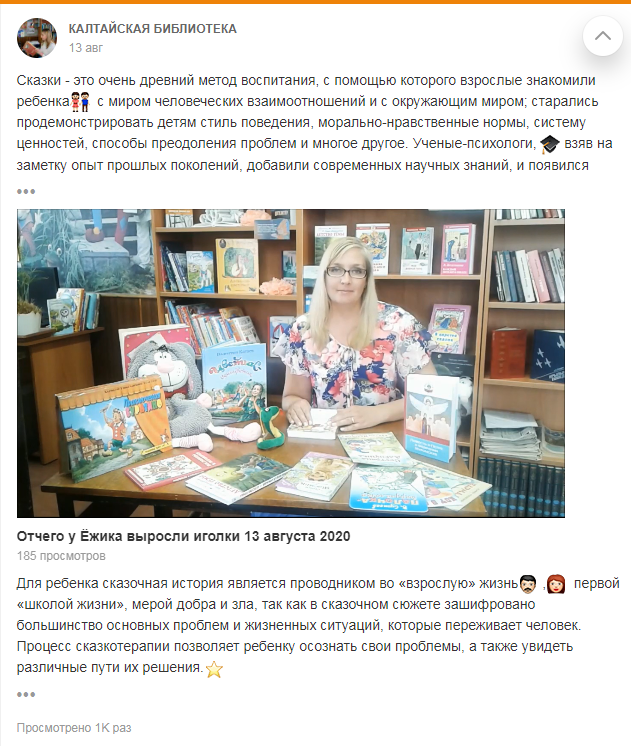 КАЛТАЙСКАЯ БИБЛИОТЕКА
13 авг
Сказки - это очень древний метод воспитания, с помощью которого взрослые знакомили
ребенка с миром человеческих взаимоотношений и с окружающим миром; старались
продемонстрировать детям стиль поведения, морально-нравственные нормы, систему
ценностей, способы преодоления проблем и многое другое. Ученые-психологи, взяв на
заметку опыт прошлых поколений, добавили современных научных знаний, и появился
•••
Отчего у Ёжика выросли иголки 13 августа 2020
185 просмотров
Для ребенка сказочная история является проводником во «взрослую» жизнь , первой
«школой жизни», мерой добра и зла, так как в сказочном сюжете зашифровано
большинство основных проблем и жизненных ситуаций, которые переживает человек.
Процесс сказкотерапии позволяет ребенку осознать свои проблемы, а также увидеть
различные пути их решения.
•••
Просмотрено 1K раз